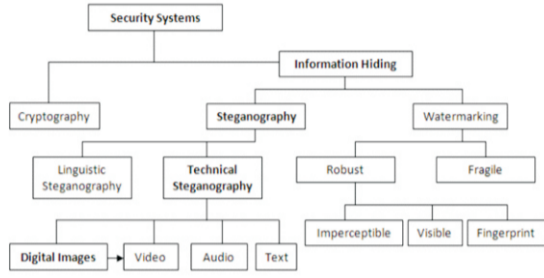 Security Systems
Information Hiding
Cryptography
Steganography
Watermarking
Linguistic
Steganography
Technical
Steganography
Robust
Fragile
Imperceptible
Visible
Fingerprint
Digital Images
Video
Audio
Text